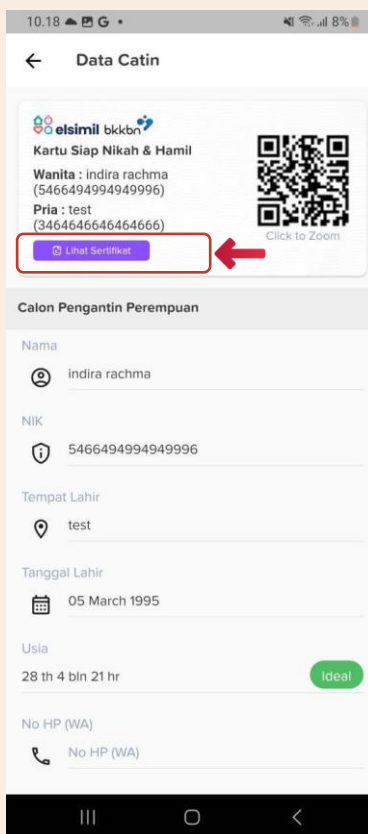 10.18 G •
8%
Data Catin
elsimil bkkbn
Kartu Siap Nikah & Hamil
Wanita : indira rachma
(5466494994949996)
Pria : test
(3464646646464666)
Lihat Sertifikat
Click to Zoom
Calon Pengantin Perempuan
Nama
indira rachma
NIK
5466494994949996
Tempat Lahir
test
Tanggal Lahir
05 March 1995
Usia
28 th 4 bln 21 hr
Ideal
No HP (WA)
No HP (WA)